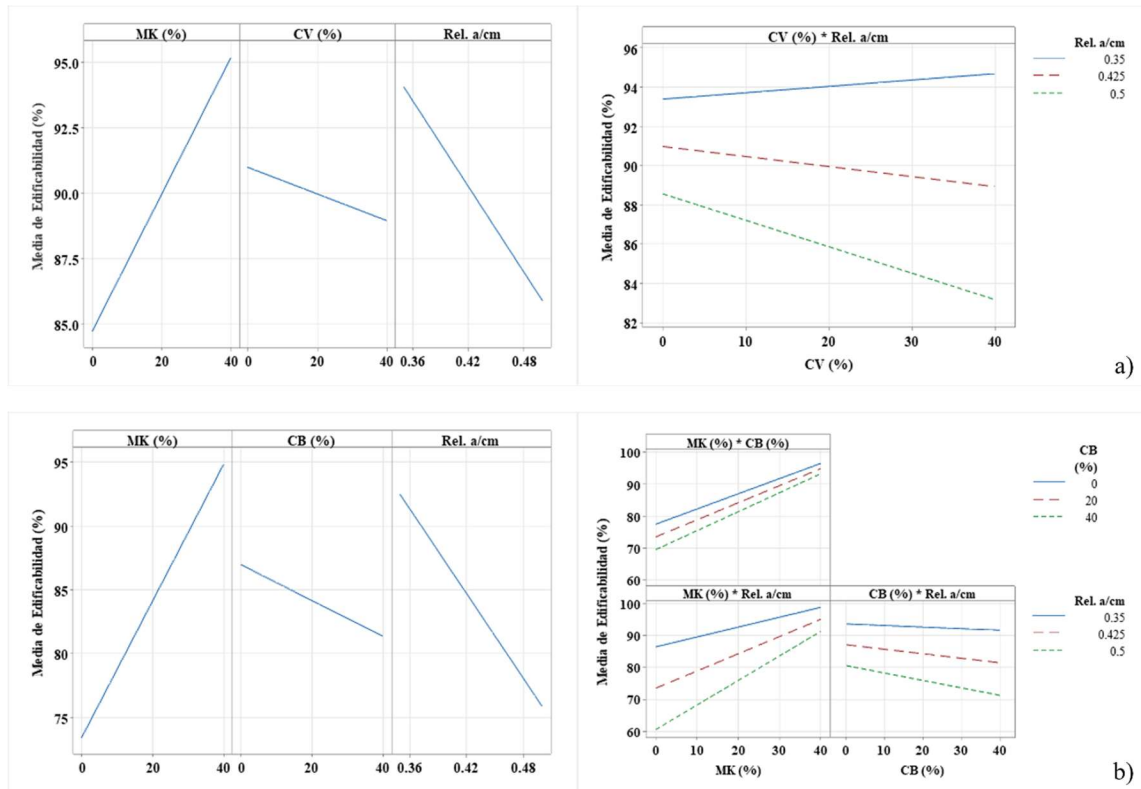 MK (%) CV (%) Rel. a/cm
Media de Edificabilidad (%)
95.0
92.5
90.0
87.5
85.0
0 20 40 0 20 40 0.36 0.42 0.48
CV (%) * Rel. a/cm
Media de Edificabilidad (%)
96
94
92
90
88
86
84
82
0 10 20 30 40
CV (%)
Rel. a/cm
0.35
0.425
0.5
a)
MK (%) CB (%) Rel. a/cm
Media de Edificabilidad (%)
95
90
85
80
75
0 20 40 0 20 40 0.36 0.42 0.48
MK (%) * CB (%)
Media de Edificabilidad (%)
100
90
80
70
60
CB
(%)
0
20
40
MK (%) * Rel. a/cm CB (%) * Rel. a/cm
100
90
80
70
60
0 10 20 30 40 0 10 20 30 40
MK (%) CB (%)
Rel. a/cm
0.35
0.425
0.5
b)